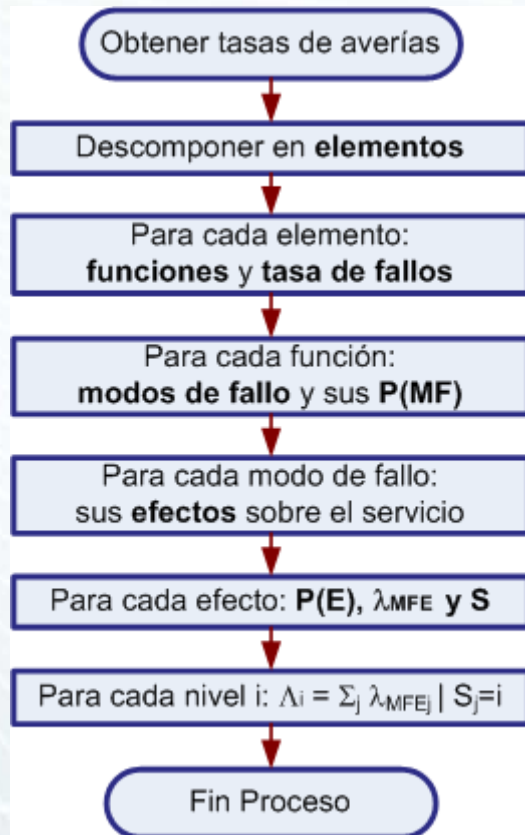 Obtener tasas de averías
Descomponer en elementos
Para cada elemento:
funciones y tasa de fallos
Para cada función:
modos de fallo y sus P(MF)
Para cada modo de fallo:
sus efectos sobre el servicio
Para cada efecto: P(E), λMFE y S
Para cada nivel i: Λi = Σj λMFEj | Sj=i
Fin Proceso